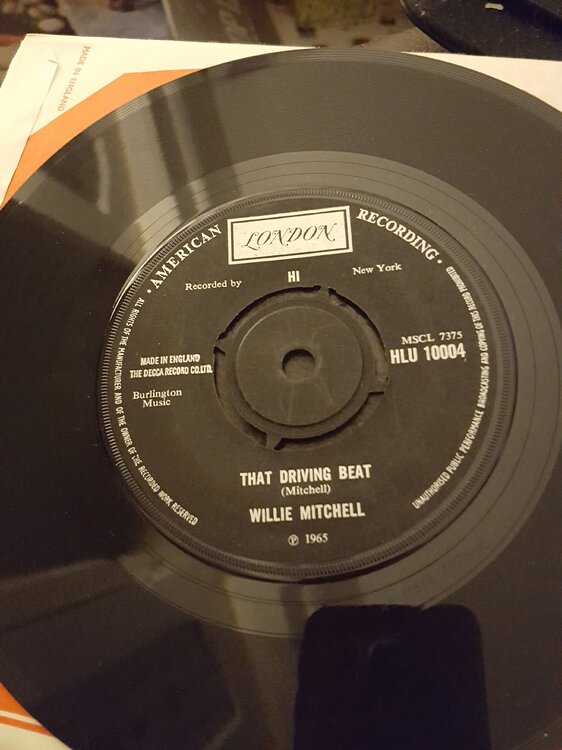 MADE IN ENGLAND
· AMERICAN LONDON RECORDING ·
Recorded by HI New York
MSCL 7375
HLU 10004
MADE IN ENGLAND
THE DECCA RECORD CO. LTD.
Burlington
Music
THAT DRIVING BEAT
(Mitchell)
WILLIE MITCHELL
℗ 1965
ALL RIGHTS OF THE MANUFACTURER AND OF THE OWNER OF THE RECORDED WORK RESERVED
UNAUTHORISED PUBLIC PERFORMANCE BROADCASTING AND COPYING OF THIS RECORD PROHIBITED